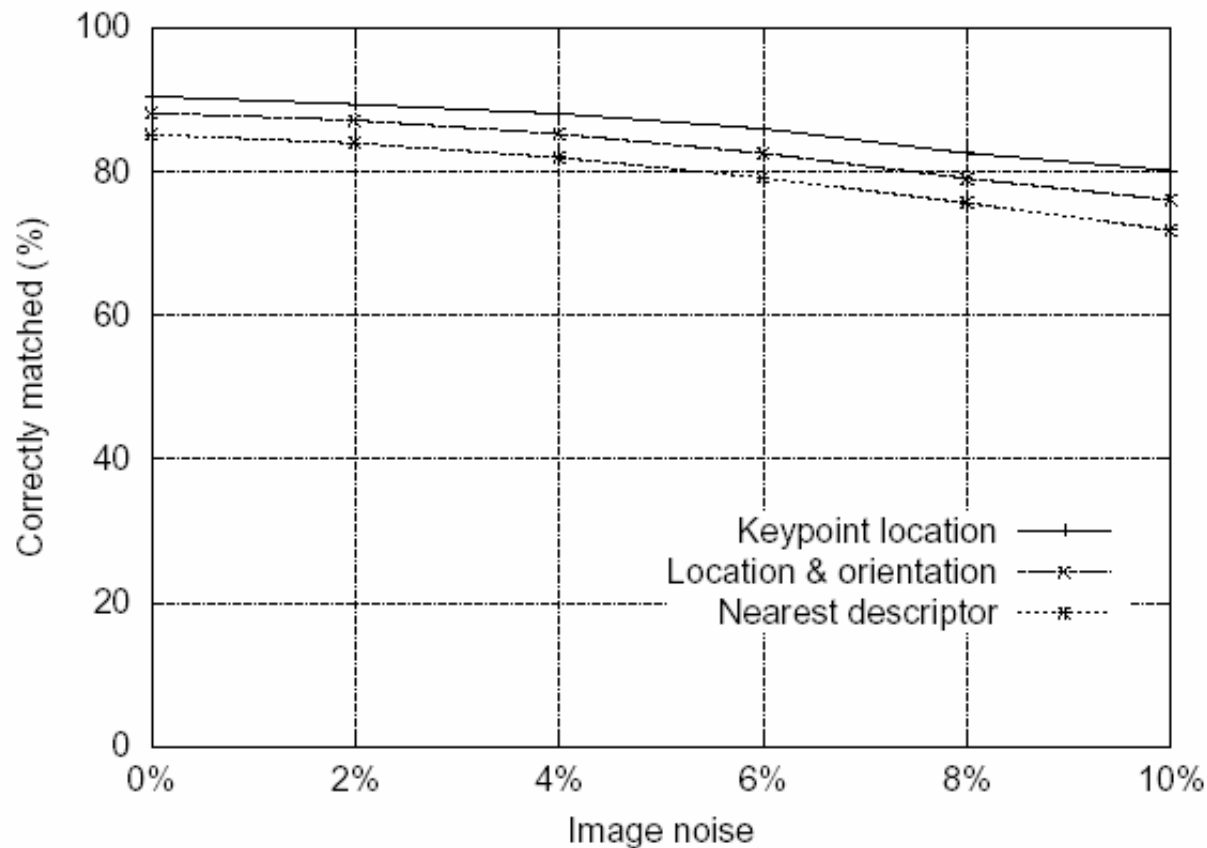 100
80
60
40
20
0
Correctly matched (%)
Keypoint location
Location & orientation
Nearest descriptor
0% 2% 4% 6% 8% 10%
Image noise